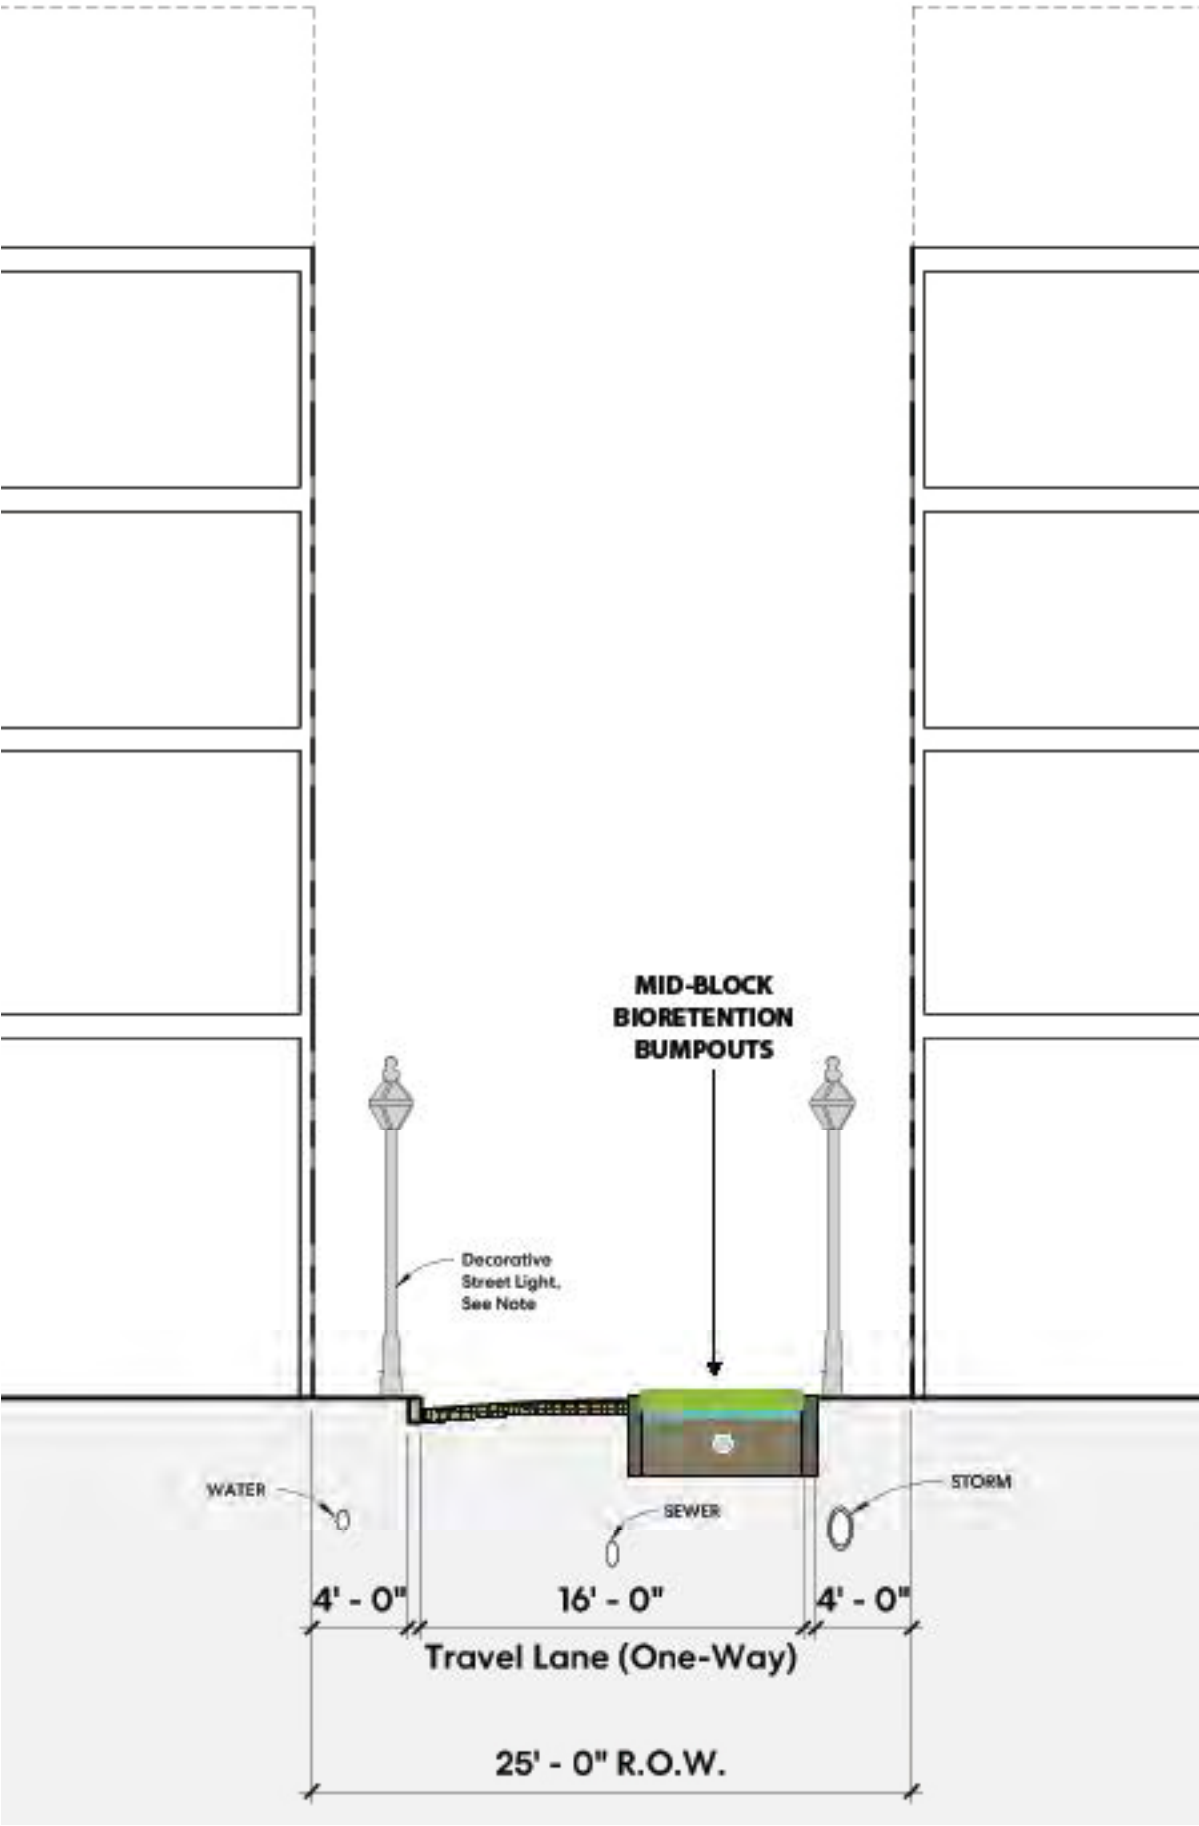 MID-BLOCK
BIORETENTION
BUMPOUTS
Decorative
Street Light,
See Note
WATER
STORM
SEWER
4' - 0"
16' - 0"
4' - 0"
Travel Lane (One-Way)
25' - 0" R.O.W.